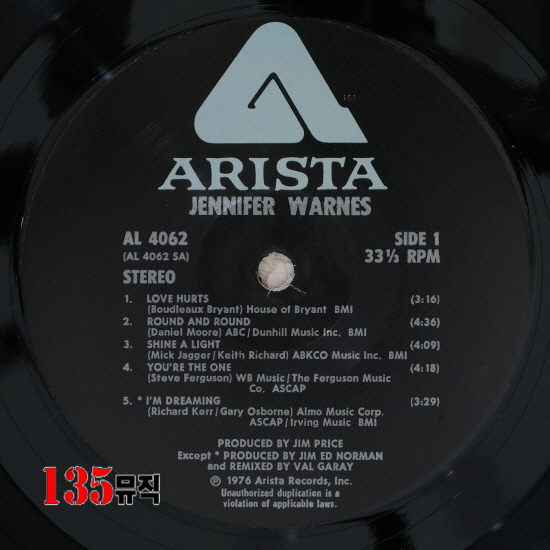 ARISTA
JENNIFER WARNES
AL 4062
(AL 4062 SA)
STEREO
SIDE 1
33⅓ RPM
1. LOVE HURTS (3:16)
(Boudleaux Bryant) House of Bryant BMI
2. ROUND AND ROUND (4:36)
(Daniel Moore) ABC/Dunhill Music Inc. BMI
3. SHINE A LIGHT (4:09)
(Mick Jagger/Keith Richard) ABKCO Music Inc. BMI
4. YOU'RE THE ONE (4:18)
(Steve Ferguson) WB Music/The Ferguson Music
Co. ASCAP
5. * I'M DREAMING (3:29)
(Richard Kerr/Gary Osborne) Almo Music Corp.
ASCAP/Irving Music BMI
PRODUCED BY JIM PRICE
Except * PRODUCED BY JIM ED NORMAN
and REMIXED BY VAL GARAY
℗ 1976 Arista Records, Inc.
Unauthorized duplication is a
violation of applicable laws.
135뮤직